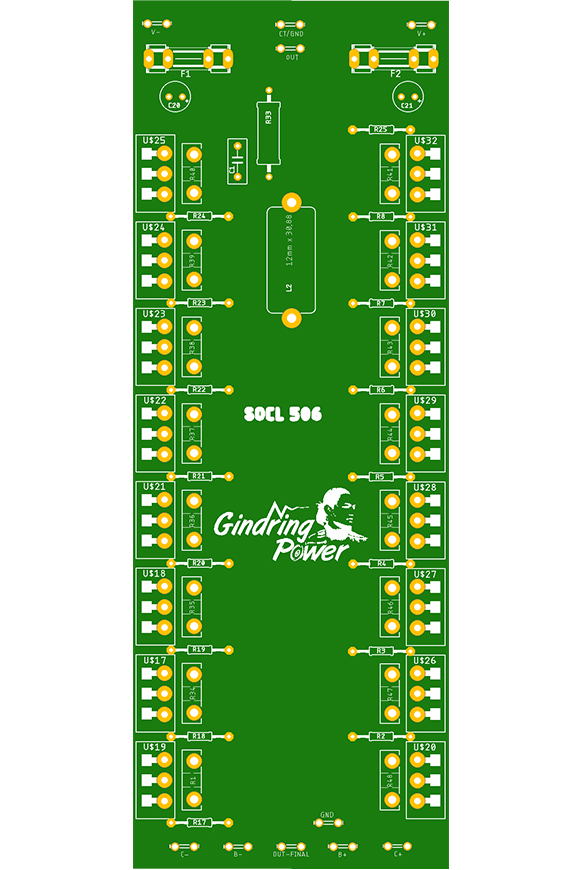 V-
CT/GND
V+
OUT
F1
F2
C20
C21
R33
R25
U$25
C1
R40
R41
U$32
R24
R8
U$24
R39
12mm x 30,88
R42
U$31
L2
R23
R7
U$23
R38
R43
U$30
R22
R6
U$22
R37
SOCL 506
R44
U$29
R21
R5
U$21
R36
Gindring
Power
R45
U$28
R20
R4
U$18
R35
R46
U$27
R19
R3
U$17
R34
R47
U$26
R18
R2
U$19
R1
R48
U$20
R17
GND
C-
B-
OUT-FINAL
B+
C+